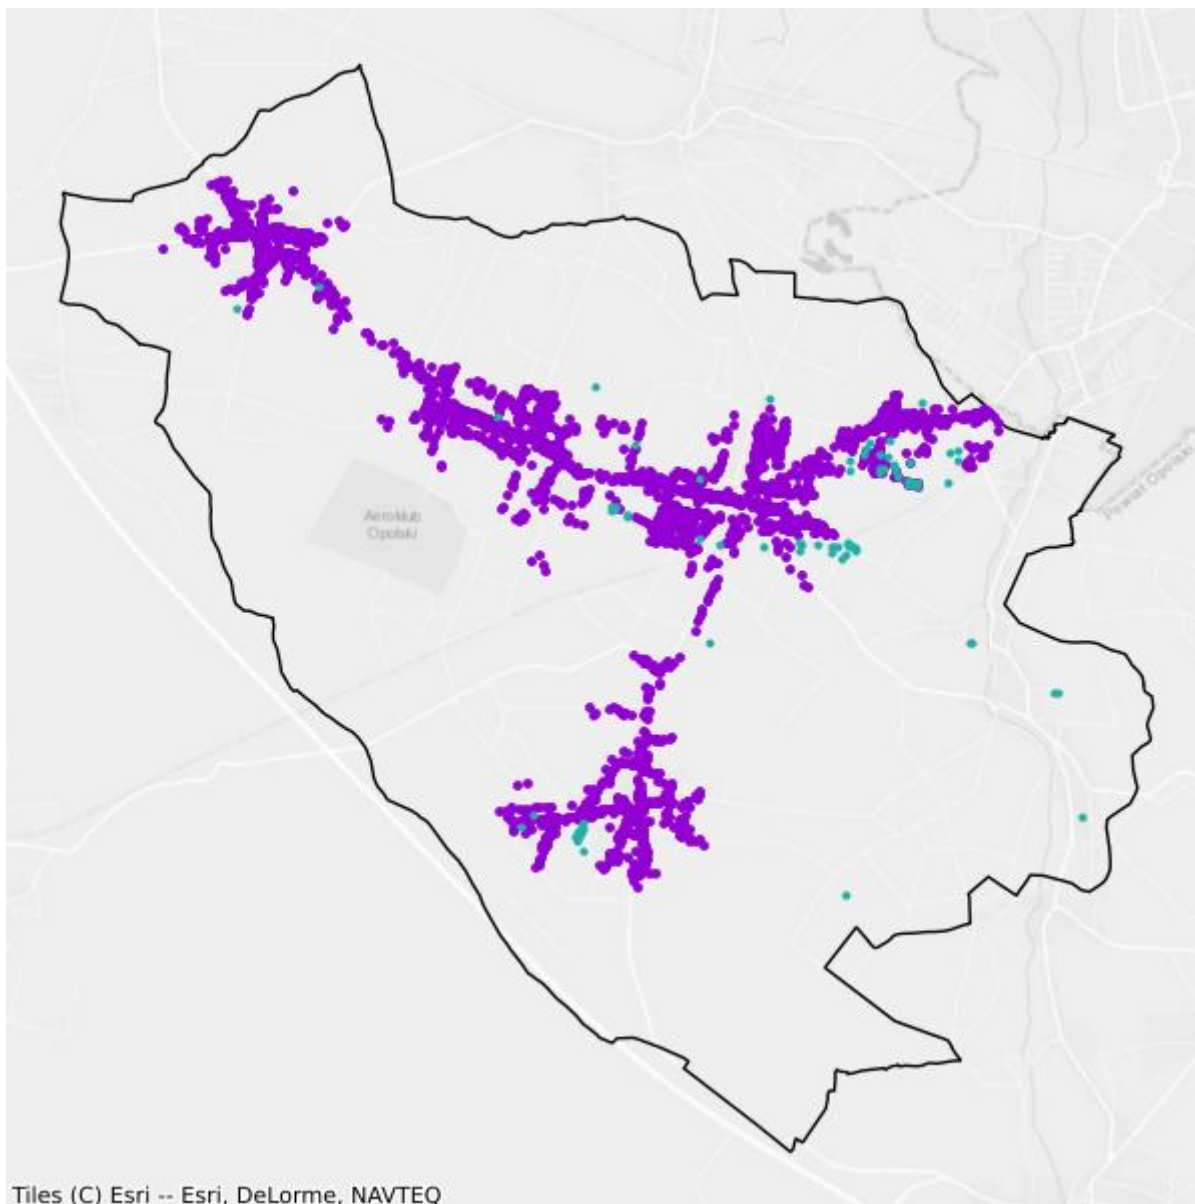 Aeroklub
Opolski
Powiat Opolski
Tiles (C) Esri -- Esri, DeLorme, NAVTEQ